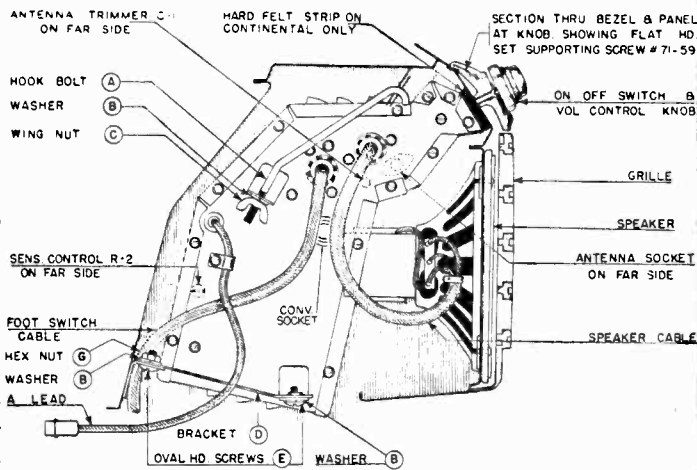 ANTENNA TRIMMER C-1
ON FAR SIDE
HARD FELT STRIP ON
CONTINENTAL ONLY
SECTION THRU BEZEL & PANEL
AT KNOB. SHOWING FLAT HD.
SET SUPPORTING SCREW # 71-59
HOOK BOLT A
WASHER B
WING NUT C
ON OFF SWITCH &
VOL CONTROL KNOB
GRILLE
SPEAKER
ANTENNA SOCKET
ON FAR SIDE
SENS. CONTROL R-2
ON FAR SIDE
CONV.
SOCKET
FOOT SWITCH
CABLE
SPEAKER CABLE
HEX NUT G
WASHER B
A LEAD
BRACKET D
OVAL HD. SCREWS E
WASHER B